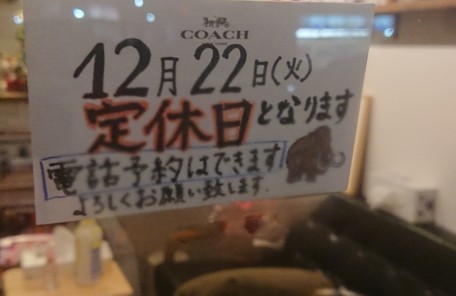 COACH
12月22日(火)
定休日となります
電話予約はできます
よろしくお願い致します.